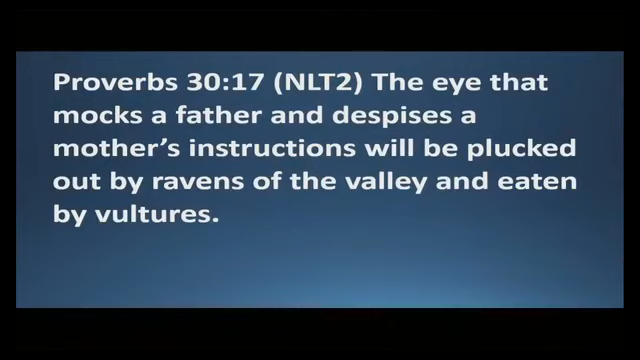 Proverbs 30:17 (NLT2) The eye that
mocks a father and despises a
mother’s instructions will be plucked
out by ravens of the valley and eaten
by vultures.